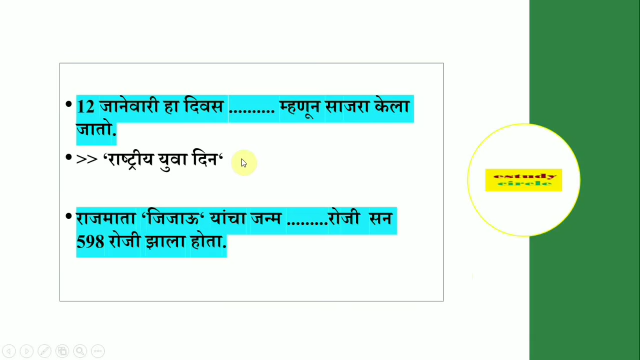 • 12 जानेवारी हा दिवस .......... म्हणून साजरा केला
जातो.
• >> ‘राष्ट्रीय युवा दिन‘
• राजमाता ‘जिजाऊ‘ यांचा जन्म .........रोजी सन
598 रोजी झाला होता.
estudy
circle